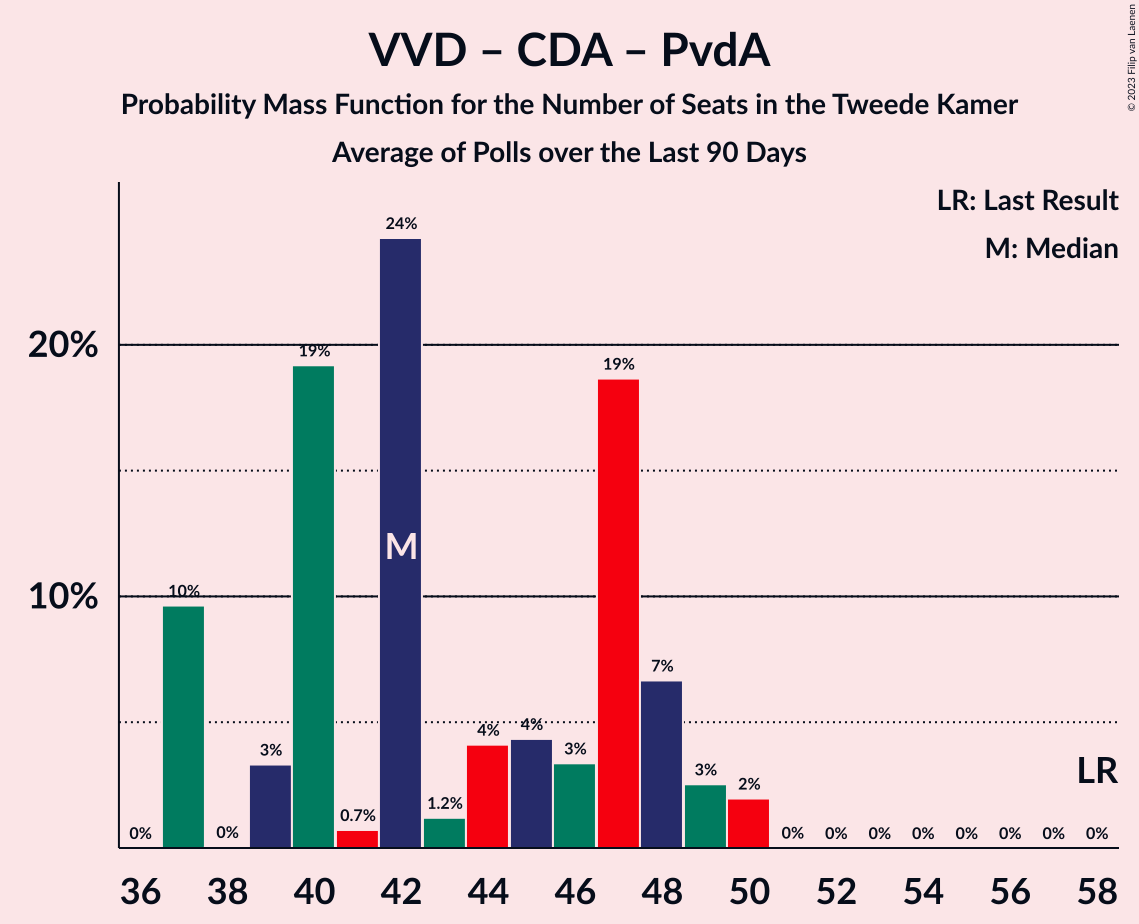 © 2023 Filip van Laenen
VVD – CDA – PvdA
Probability Mass Function for the Number of Seats in the Tweede Kamer
Average of Polls over the Last 90 Days
LR: Last Result
M: Median
20%
10%
0% 10% 0% 3% 19% 0.7% 24% 1.2% 4% 4% 3% 19% 7% 3% 2% 0% 0% 0% 0% 0% 0% 0% 0%
M
LR
36 38 40 42 44 46 48 50 52 54 56 58